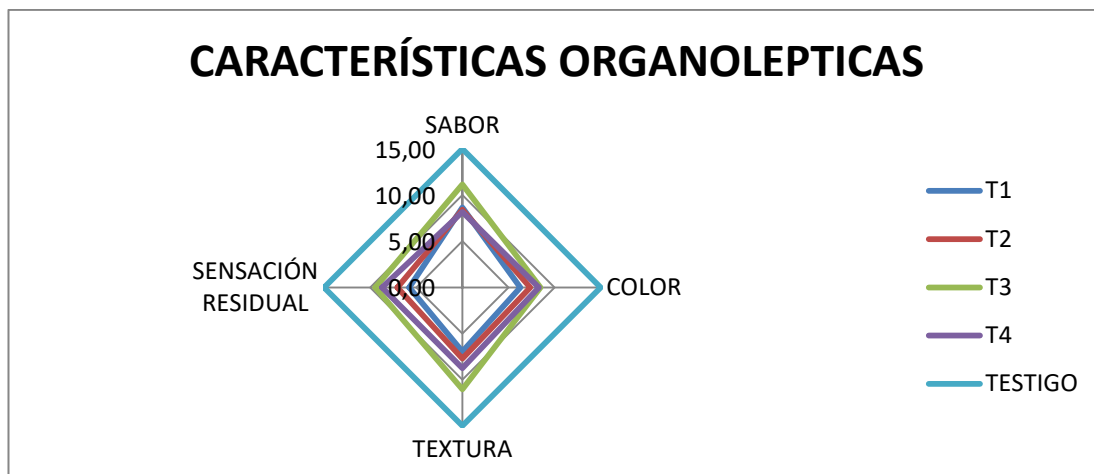 CARACTERÍSTICAS ORGANOLEPTICAS
SABOR
15,00
10,00
5,00
0,00
SENSACIÓN
RESIDUAL
COLOR
TEXTURA
T1
T2
T3
T4
TESTIGO